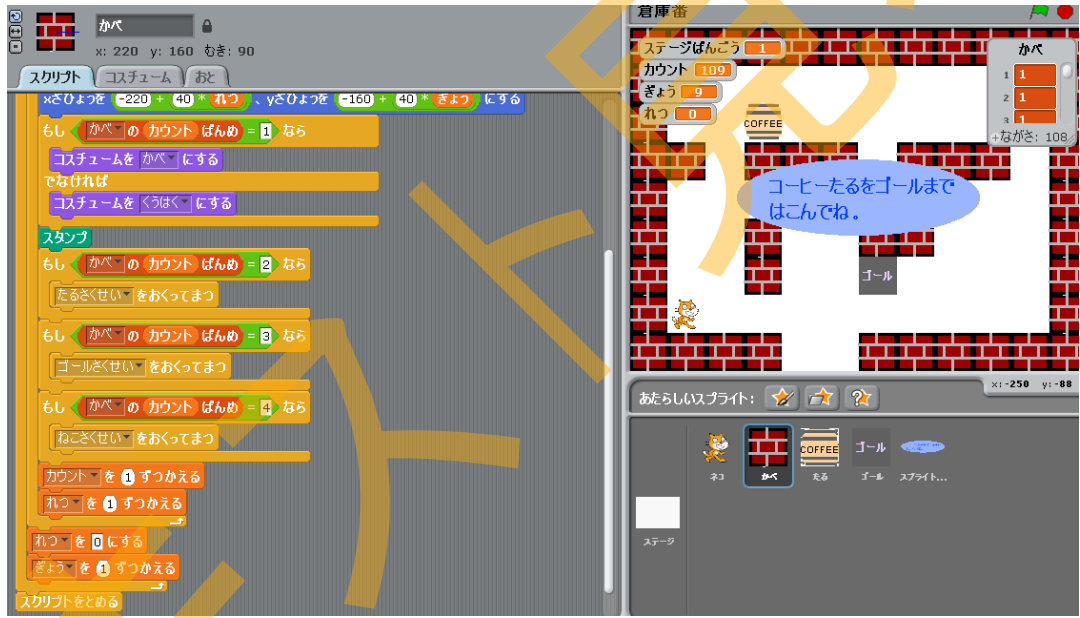 かべ
x: 220 y: 160 むき: 90
スクリプト コスチューム おと
xざひょうを -220 + 40 * れつ 、yざひょうを -160 + 40 * ぎょう にする
もし かべ の カウント ばんめ = 1 なら
コスチュームを かべ にする
でなければ
コスチュームを くうはく にする
スタンプ
もし かべ の カウント ばんめ = 2 なら
たるさくせい をおくってまつ
もし かべ の カウント ばんめ = 3 なら
ゴールさくせい をおくってまつ
もし かべ の カウント ばんめ = 4 なら
ねこさくせい をおくってまつ
カウント を 1 ずつかえる
れつ を 1 ずつかえる
れつ を 0 にする
ぎょう を 1 ずつかえる
スクリプトをとめる
倉庫番
ステージばんごう 1
カウント 109
ぎょう 9
れつ 0
かべ
1 1
2 1
3 1
+ながさ: 108
COFFEE
コーヒーたるをゴールまで
はこんでね。
ゴール
x: -250 y: -88
あたらしいスプライト:
COFFEE ゴール
ネコ かべ たる ゴール スプライト...
ステージ
テスト